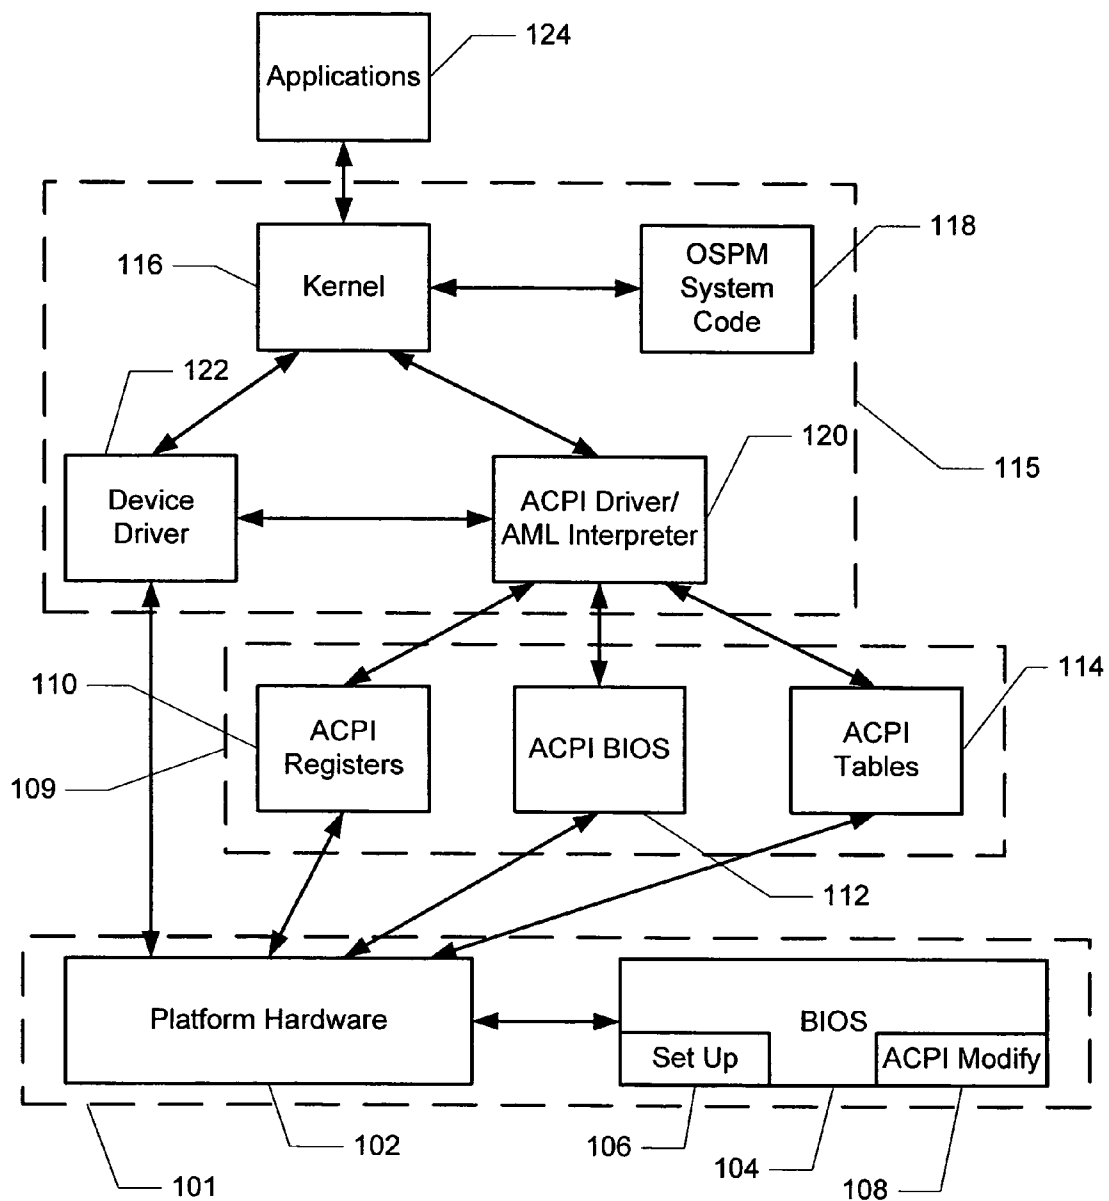 124
Applications
116
Kernel
OSPM
System
Code
118
122
115
Device
Driver
ACPI Driver/
AML Interpreter
120
110
109
ACPI
Registers
ACPI BIOS
ACPI
Tables
114
112
Platform Hardware
BIOS
Set Up
ACPI Modify
101
102
106
104
108